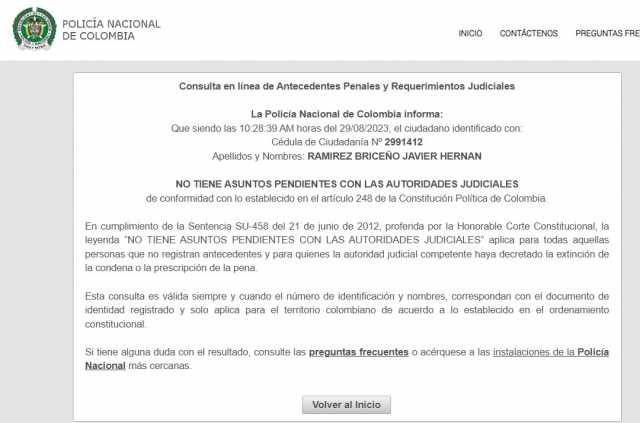 POLICÍA NACIONAL
DE COLOMBIA
INICIO CONTÁCTENOS PREGUNTAS FRE
Consulta en línea de Antecedentes Penales y Requerimientos Judiciales
La Policía Nacional de Colombia informa:
Que siendo las 10:28:39 AM horas del 29/08/2023, el ciudadano identificado con:
Cédula de Ciudadanía Nº 2991412
Apellidos y Nombres: RAMIREZ BRICEÑO JAVIER HERNAN
NO TIENE ASUNTOS PENDIENTES CON LAS AUTORIDADES JUDICIALES
de conformidad con lo establecido en el artículo 248 de la Constitución Política de Colombia.
En cumplimiento de la Sentencia SU-458 del 21 de junio de 2012, proferida por la Honorable Corte Constitucional, la
leyenda "NO TIENE ASUNTOS PENDIENTES CON LAS AUTORIDADES JUDICIALES" aplica para todas aquellas
personas que no registran antecedentes y para quienes la autoridad judicial competente haya decretado la extinción de
la condena o la prescripción de la pena.
Esta consulta es válida siempre y cuando el número de identificación y nombres, correspondan con el documento de
identidad registrado y solo aplica para el territorio colombiano de acuerdo a lo establecido en el ordenamiento
constitucional.
Si tiene alguna duda con el resultado, consulte las preguntas frecuentes o acérquese a las instalaciones de la Policía
Nacional más cercanas.
Volver al Inicio